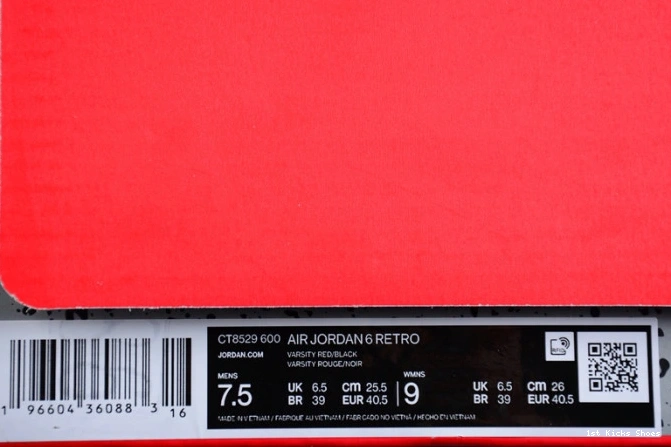 CT8529 600 AIR JORDAN 6 RETRO
JORDAN.COM VARSITY RED/BLACK
VARSITY ROUGE/NOIR
MENS WMNS
7.5 UK 6.5 cm 25.5 9 UK 6.5 cm 26
BR 39 EUR 40.5 BR 39 EUR 40.5
MADE IN VIETNAM / FABRIQUÉ AU VIETNAM / FABRICADO NO VIETNÃ / HECHO EN VIETNAM
1 96604 36088 3 16
1st Kicks Shoes